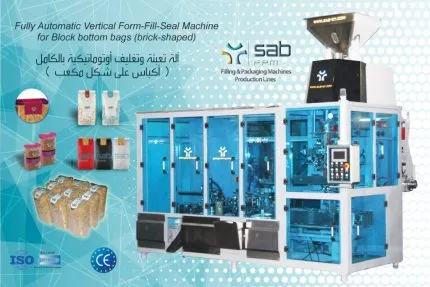 Fully Automatic Vertical Form-Fill-Seal Machine
for Block bottom bags (brick-shaped)
آلة تعبئة وتغليف أوتوماتيكية بالكامل
( أكياس على شكل مكعب )
sab
F.P.M
Filling & Packaging Machines
Production Lines
ISO
CE